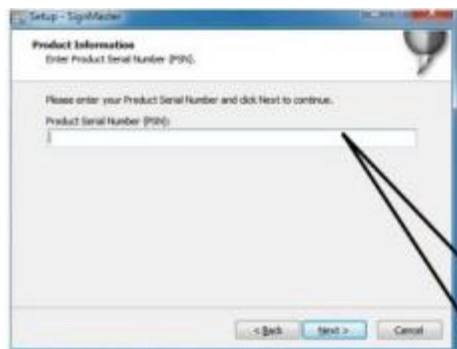 Setup - SignMaster
Product Information
Enter Product Serial Number (PSN).
Please enter your Product Serial Number and click Next to continue.
Product Serial Number (PSN):
< Back
Next >
Cancel